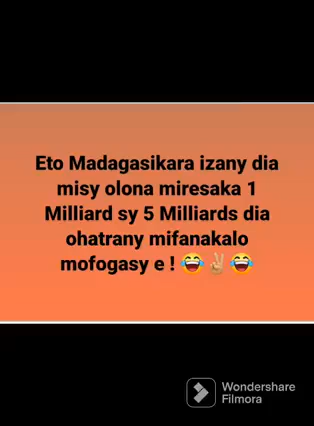 Eto Madagasikara izany dia
misy olona miresaka 1
Milliard sy 5 Milliards dia
ohatrany mifanakalo
mofogasy e ! 😂✌🏽😂
Wondershare
Filmora